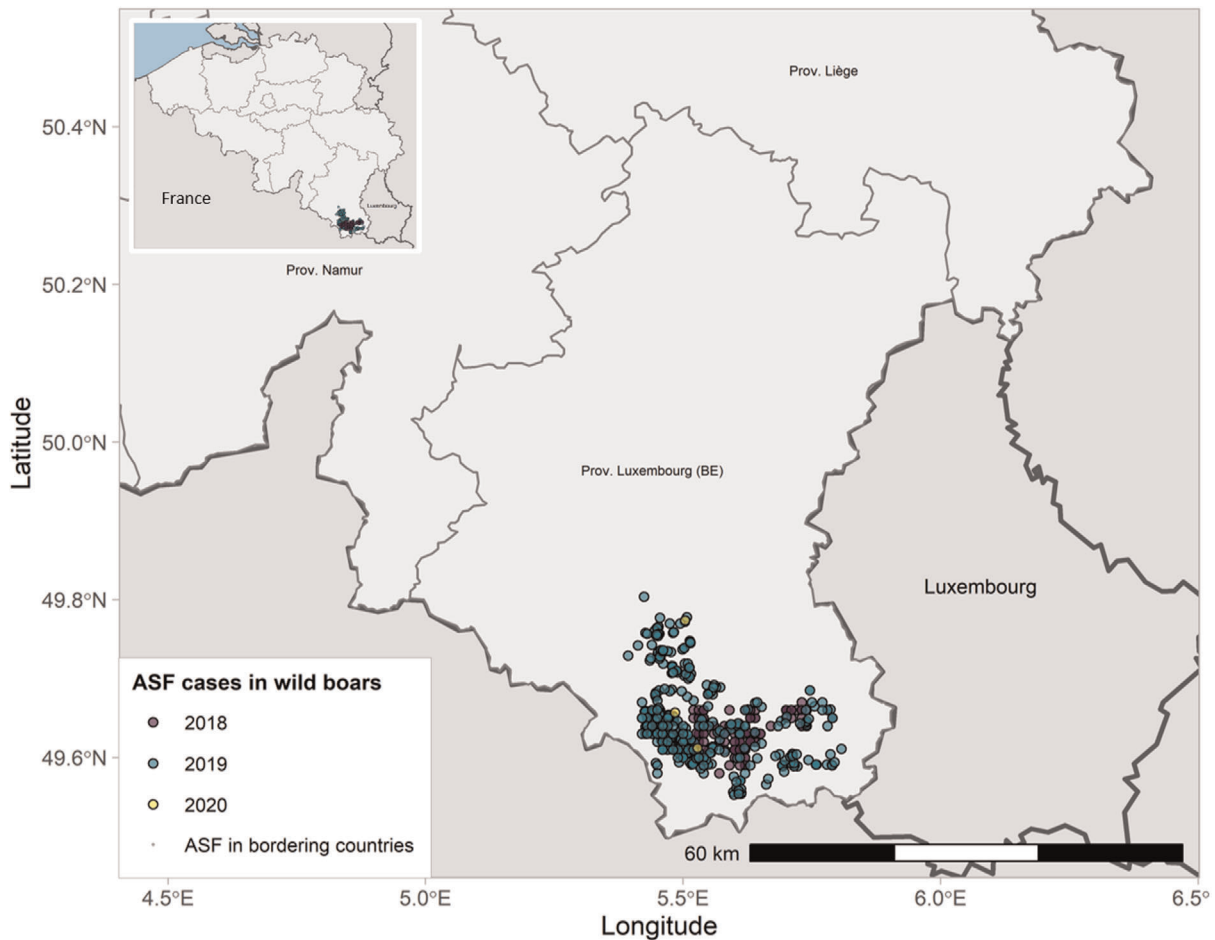 France
Luxembourg
Prov. Liège
Prov. Namur
Prov. Luxembourg (BE)
Luxembourg
50.4°N
50.2°N
50.0°N
49.8°N
49.6°N
Latitude
ASF cases in wild boars
2018
2019
2020
ASF in bordering countries
60 km
4.5°E
5.0°E
5.5°E
6.0°E
6.5°
Longitude